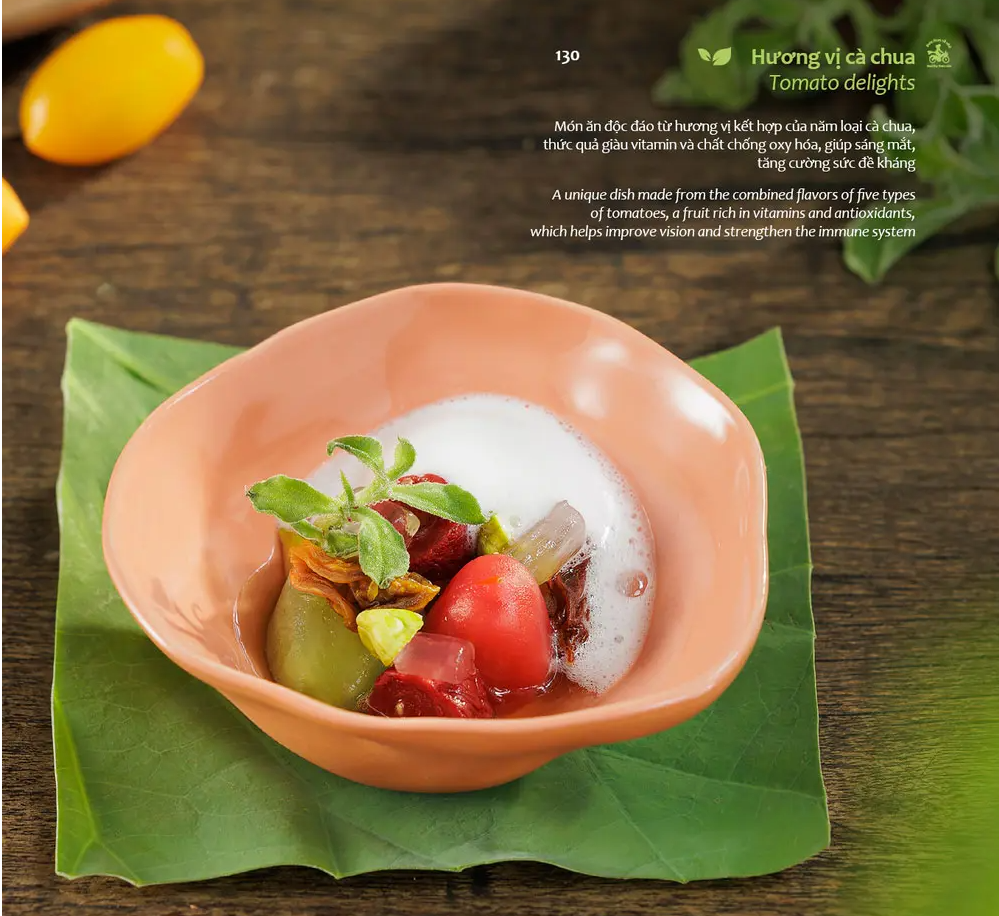 130
Hương vị cà chua
Tomato delights
Món ăn độc đáo từ hương vị kết hợp của năm loại cà chua,
thức quả giàu vitamin và chất chống oxy hóa, giúp sáng mắt,
tăng cường sức đề kháng
A unique dish made from the combined flavors of five types
of tomatoes, a fruit rich in vitamins and antioxidants,
which helps improve vision and strengthen the immune system